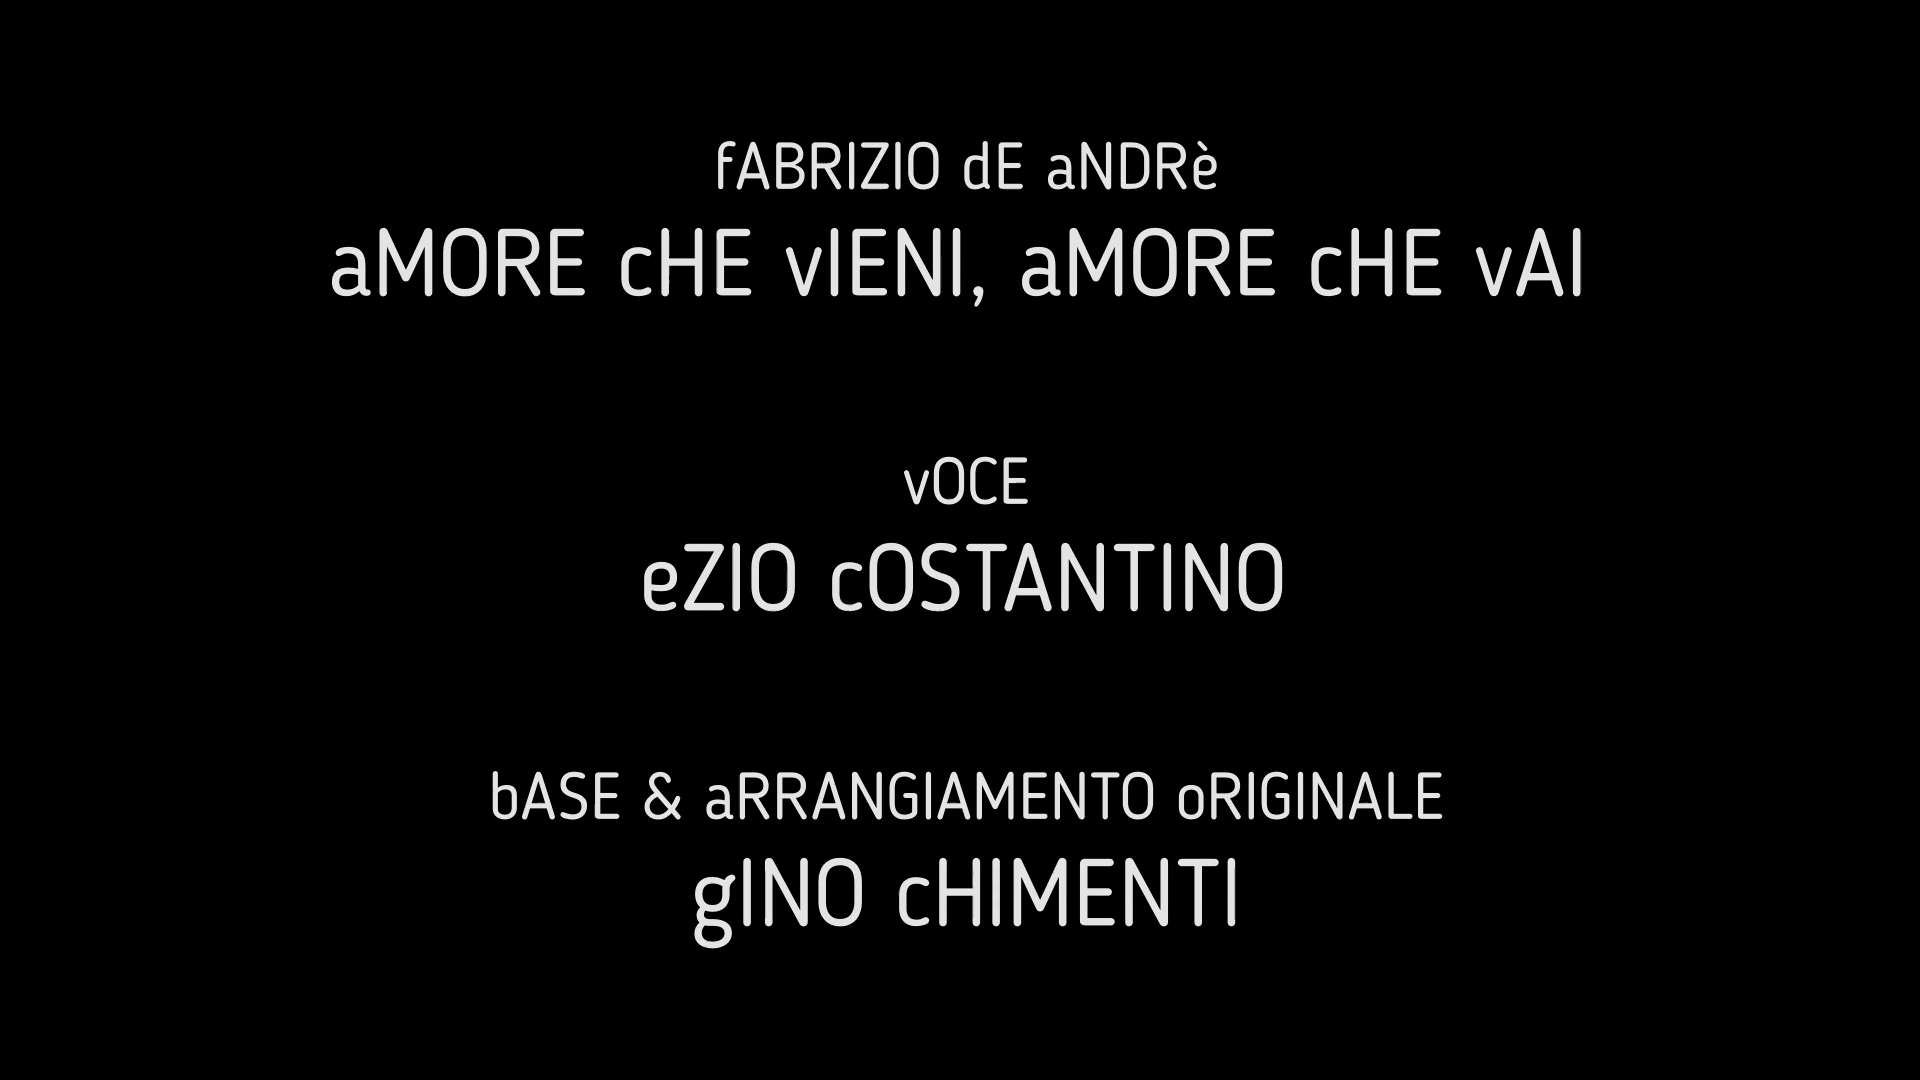 fABRIZIO dE aNDRè
aMORE cHE vIENI, aMORE cHE vAI
vOCE
eZIO cOSTANTINO
bASE & aRRANGIAMENTO oRIGINALE
gINO cHIMENTI